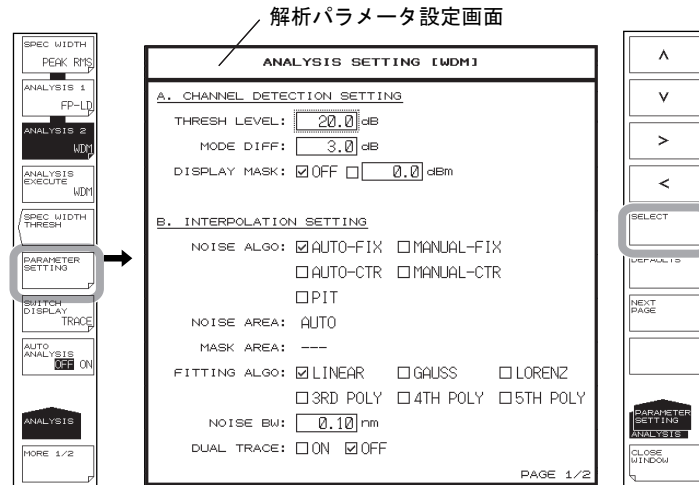 解析パラメータ設定画面
SPEC WIDTH
PEAK RMS
ANALYSIS 1
FP-LD
ANALYSIS 2
WDM
ANALYSIS
EXECUTE
WDM
SPEC WIDTH
THRESH
PARAMETER
SETTING
SWITCH
DISPLAY
TRACE
AUTO
ANALYSIS
OFF ON
ANALYSIS
MORE 1/2
ANALYSIS SETTING [WDM]
A. CHANNEL DETECTION SETTING
THRESH LEVEL: 20.0 dB
MODE DIFF: 3.0 dB
DISPLAY MASK: ☑OFF ☐ 0.0 dBm
B. INTERPOLATION SETTING
NOISE ALGO: ☑AUTO-FIX ☐MANUAL-FIX
☐AUTO-CTR ☐MANUAL-CTR
☐PIT
NOISE AREA: AUTO
MASK AREA: ---
FITTING ALGO: ☑LINEAR ☐GAUSS ☐LORENZ
☐3RD POLY ☐4TH POLY ☐5TH POLY
NOISE BW: 0.10 nm
DUAL TRACE: ☐ON ☑OFF
PAGE 1/2
∧
∨
>
<
SELECT
DEFAULTS
NEXT
PAGE
PARAMETER
SETTING
ANALYSIS
CLOSE
WINDOW